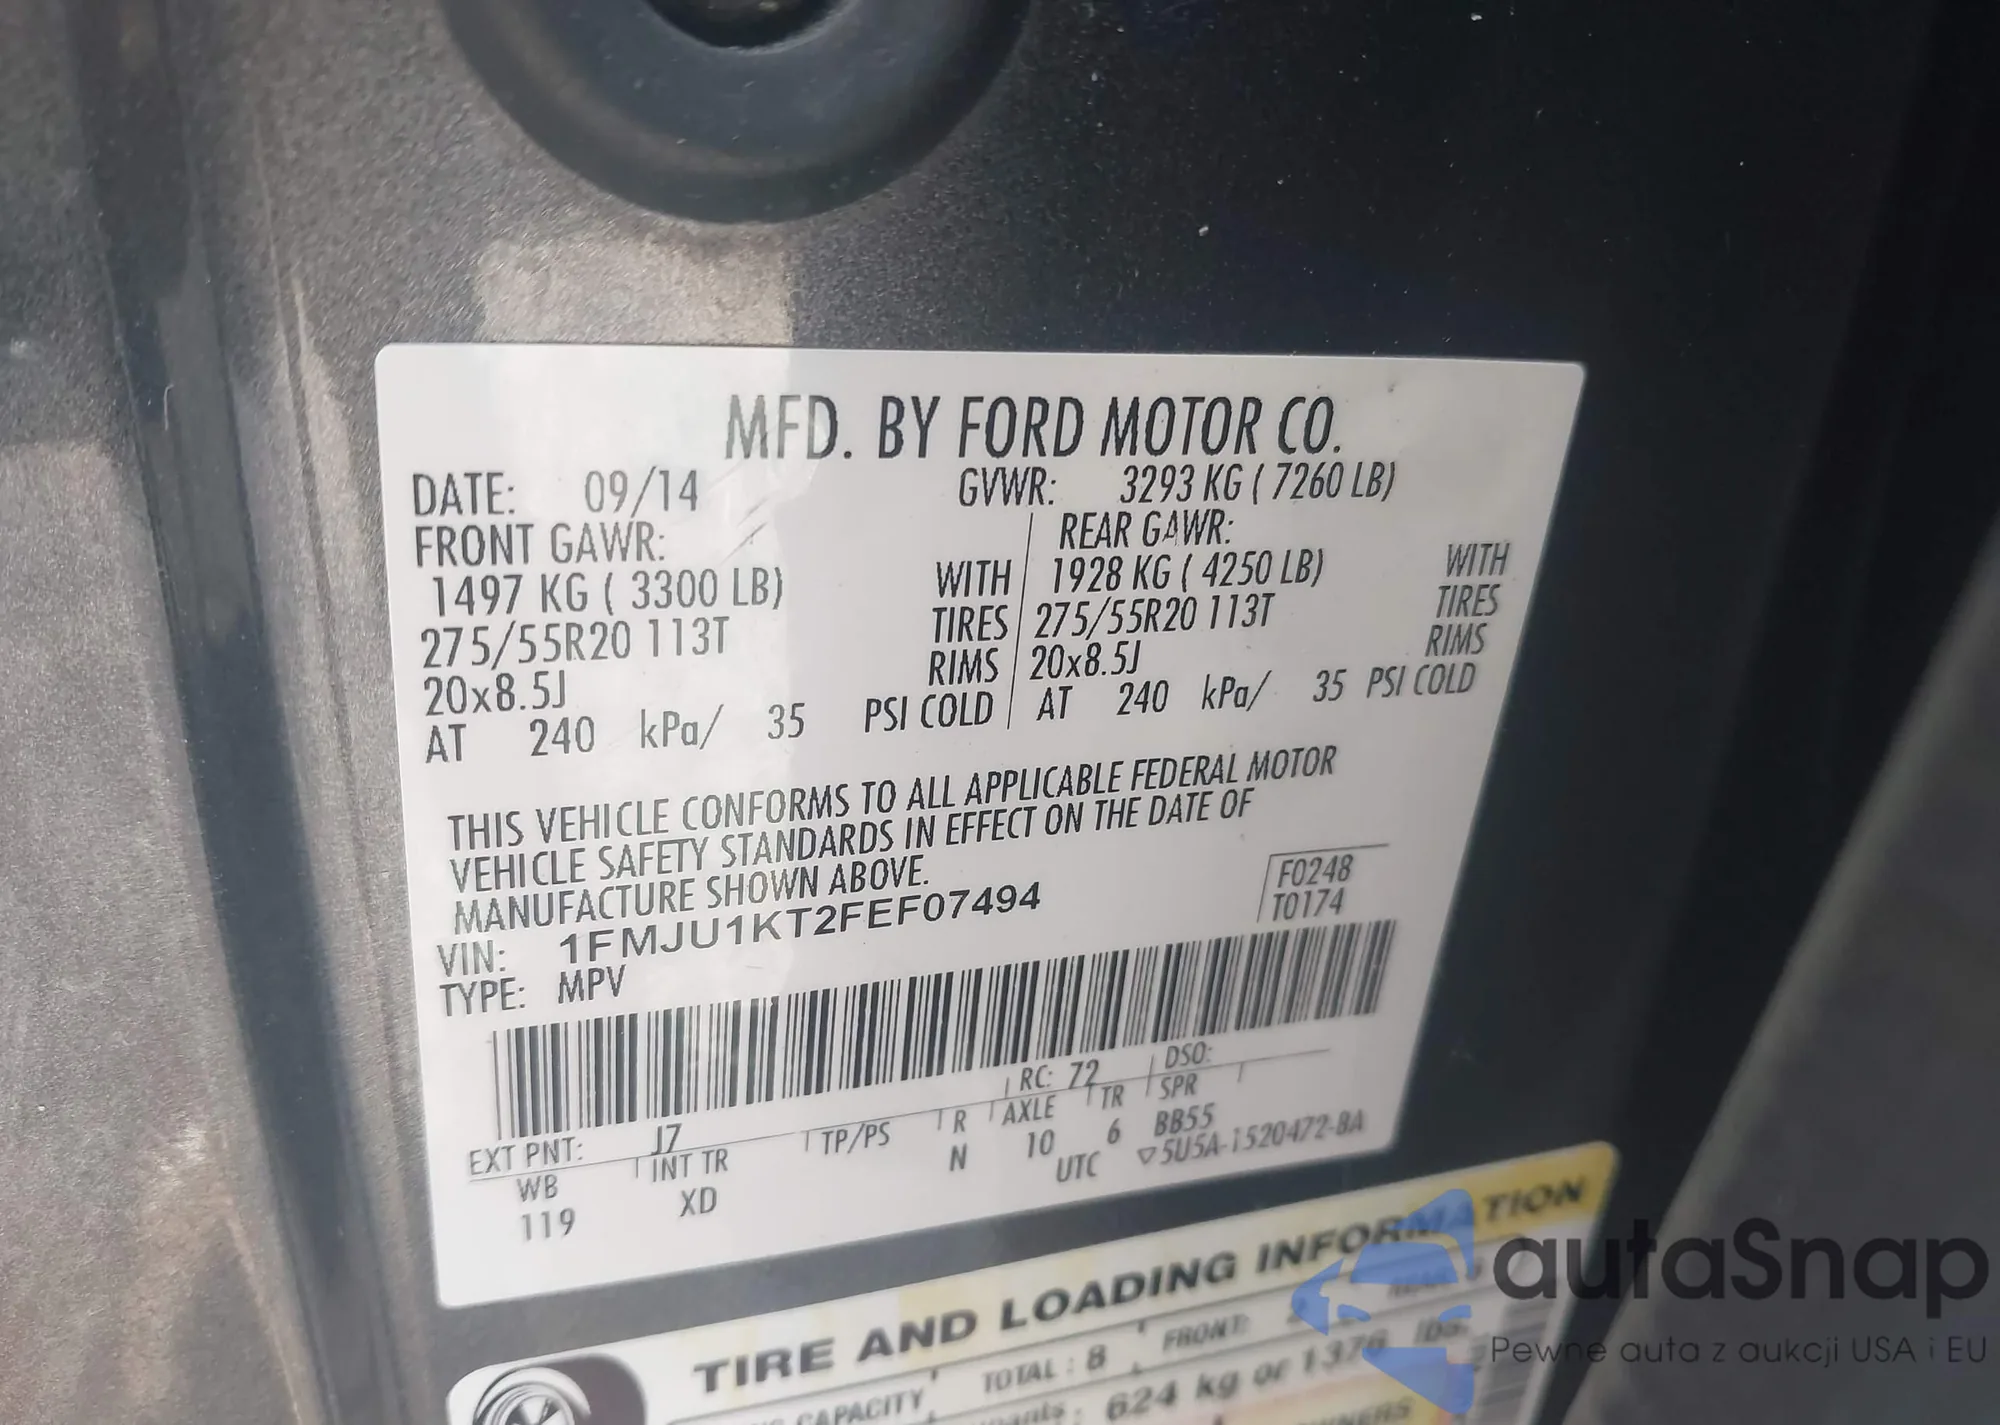 MFD. BY FORD MOTOR CO.
DATE: 09/14 GVWR: 3293 KG ( 7260 LB)
FRONT GAWR: REAR GAWR:
1497 KG ( 3300 LB) WITH 1928 KG ( 4250 LB) WITH
275/55R20 113T TIRES 275/55R20 113T TIRES
20x8.5J RIMS 20x8.5J RIMS
AT 240 kPa/ 35 PSI COLD AT 240 kPa/ 35 PSI COLD
THIS VEHICLE CONFORMS TO ALL APPLICABLE FEDERAL MOTOR
VEHICLE SAFETY STANDARDS IN EFFECT ON THE DATE OF
MANUFACTURE SHOWN ABOVE.
VIN: 1FMJU1KT2FEF07494
TYPE: MPV
F0248
T0174
RC: 72 DSO:
EXT PNT: J7
WB INT TR TP/PS R AXLE TR SPR
119 XD N 10 6 BB55
UTC ▽5U5A-1520472-BA
TIRE AND LOADING INFORMATION
CAPACITY TOTAL : 8 FRONT:
624 kg or 1376 lbs.
autaSnap
Pewne auta z aukcji USA i EU